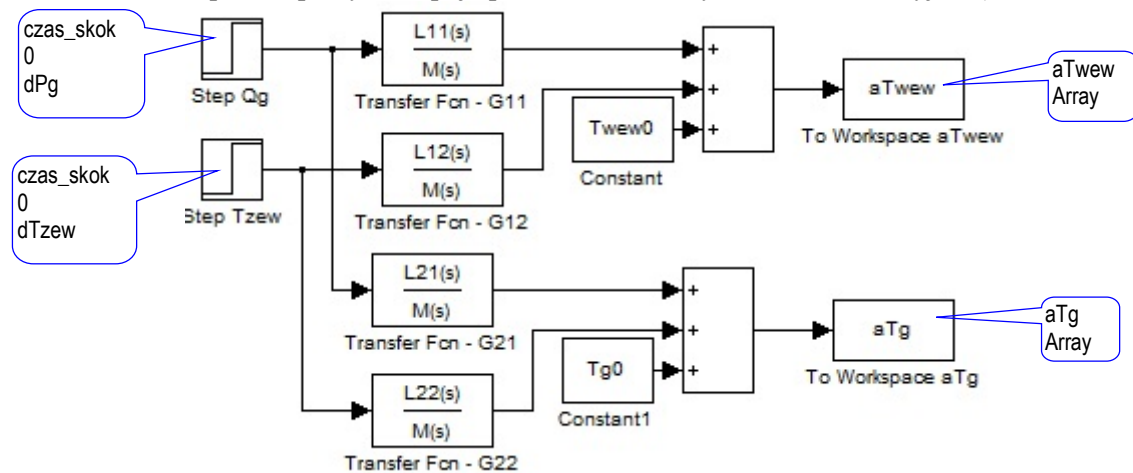 czas_skok
0
dPg
Step Qg
L11(s)
M(s)
Transfer Fcn - G11
+
+
+
aTwew
To Workspace aTwew
aTwew
Array
Twew0
Constant
czas_skok
0
dTzew
Step Tzew
L12(s)
M(s)
Transfer Fcn - G12
L21(s)
M(s)
Transfer Fcn - G21
+
+
+
aTg
To Workspace aTg
aTg
Array
Tg0
Constant1
L22(s)
M(s)
Transfer Fcn - G22